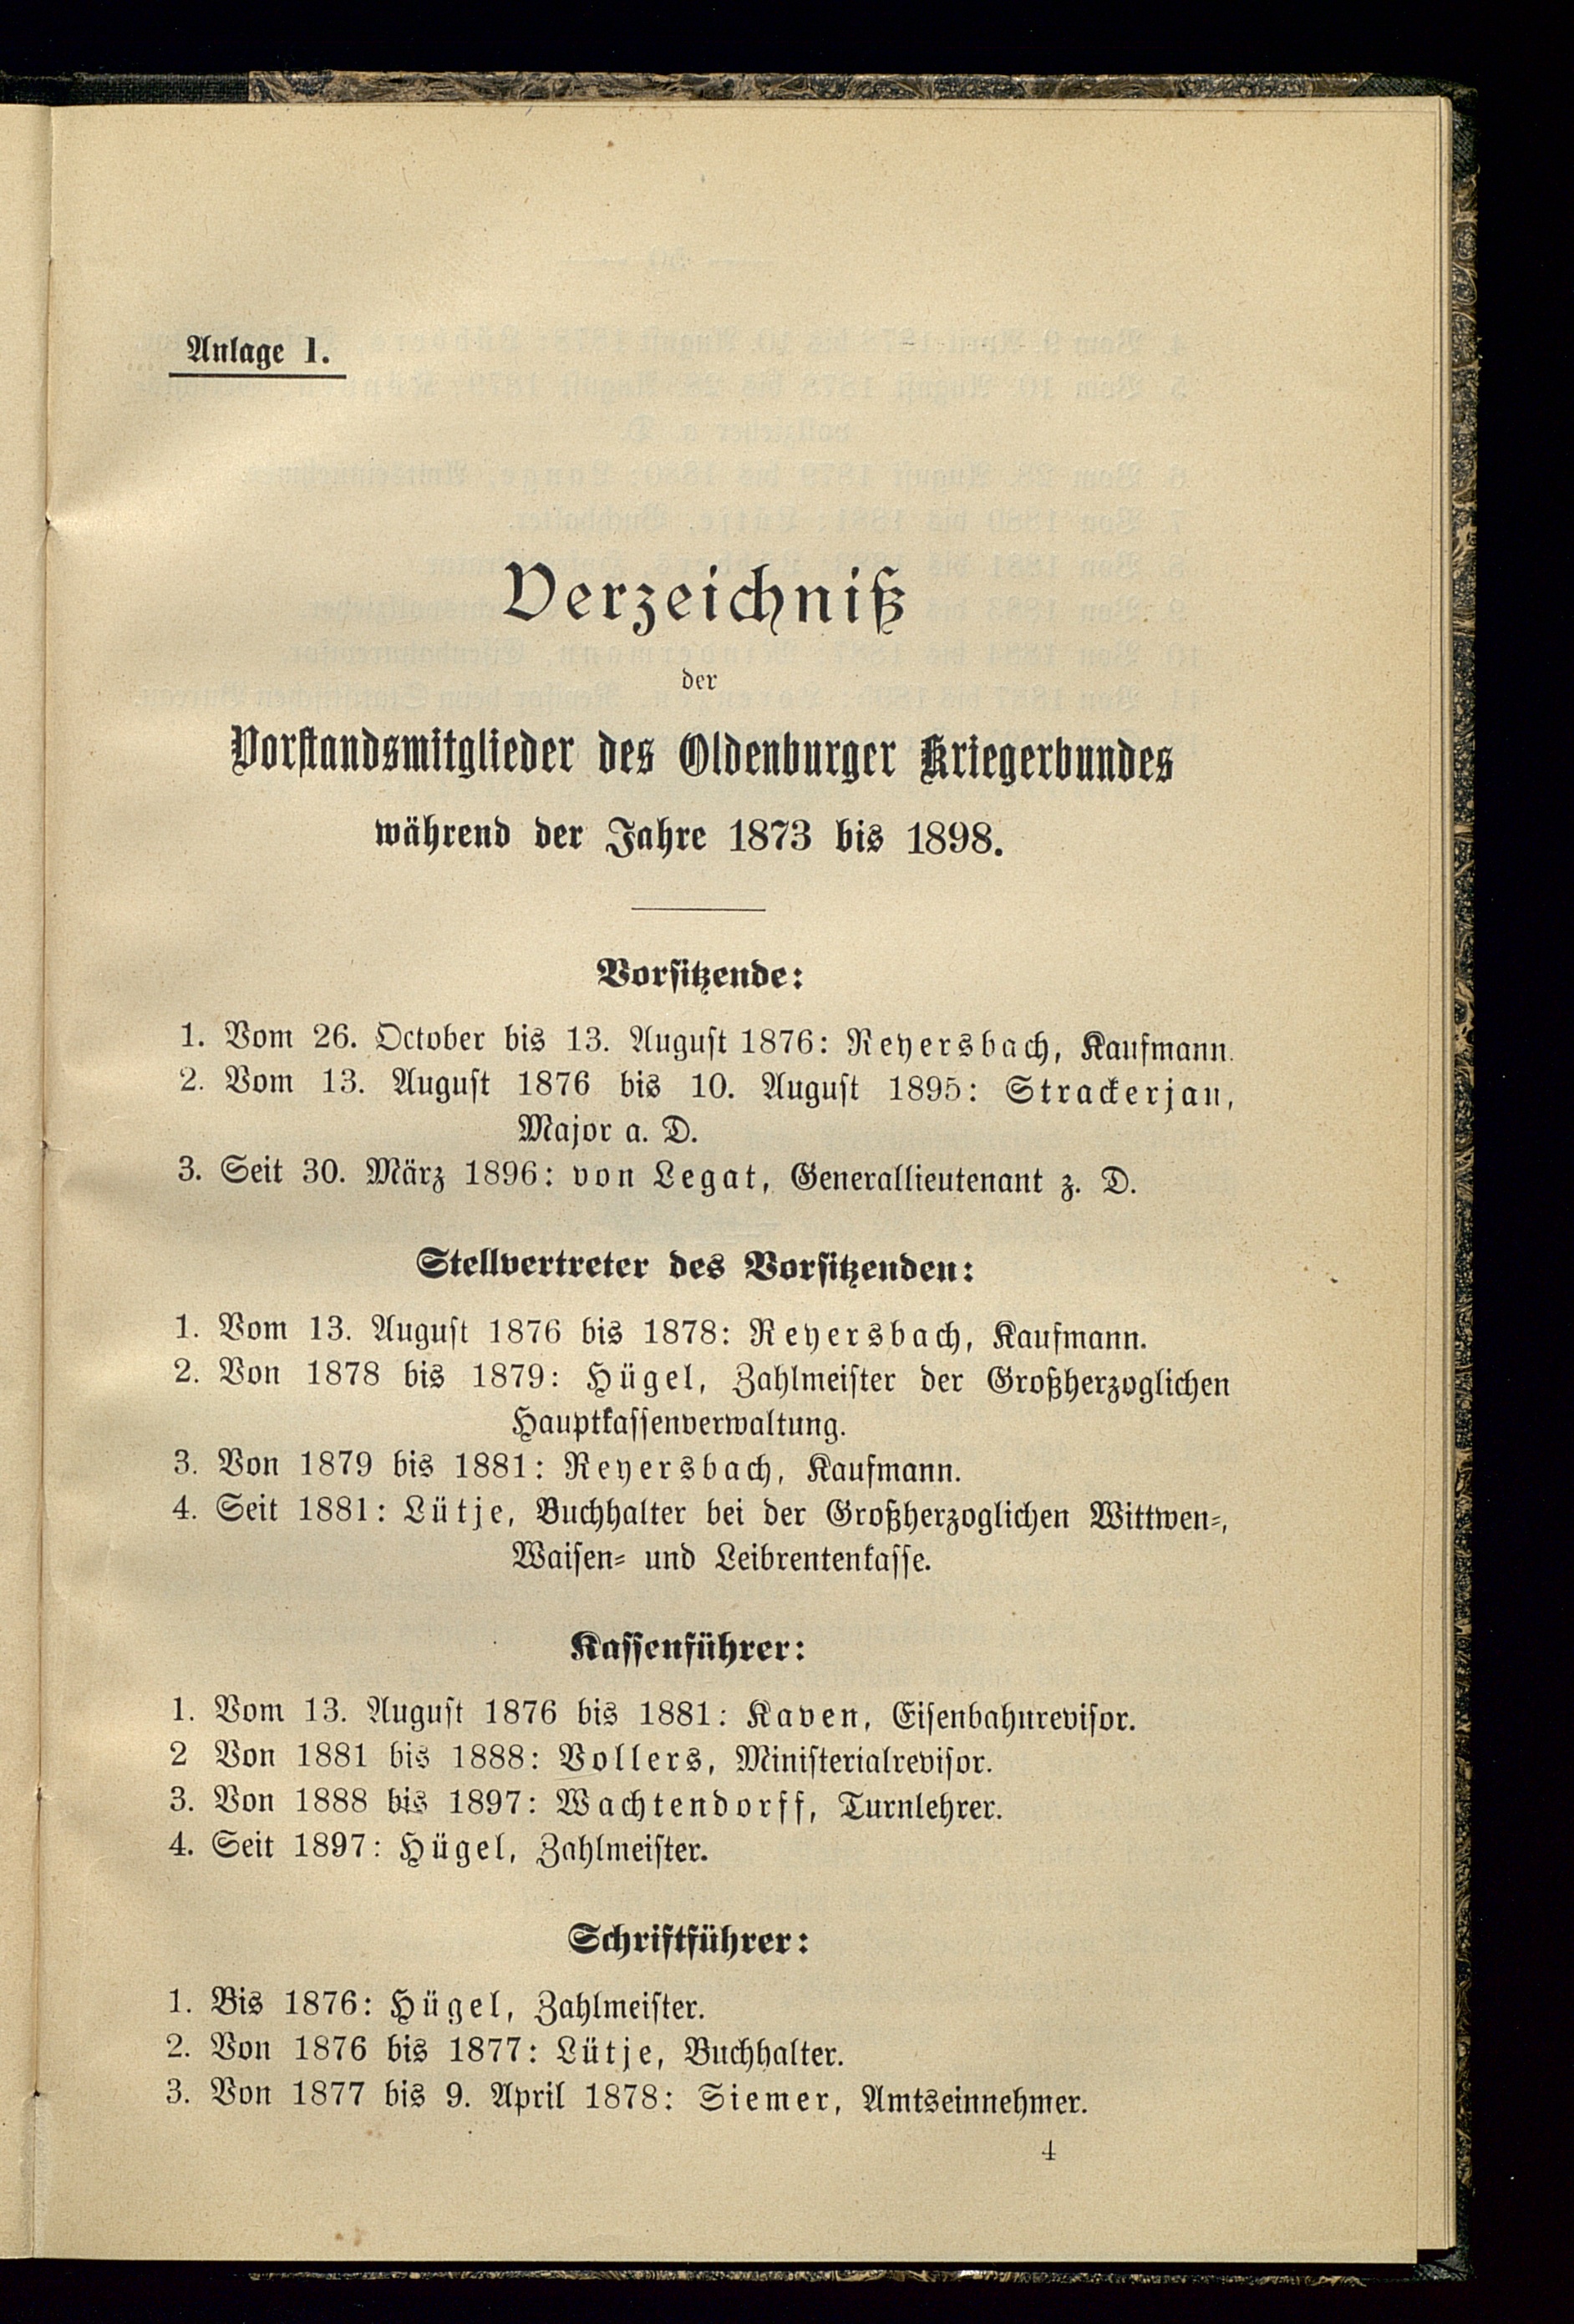 Anlage 1.
Verzeichniß
der
Vorstandsmitglieder des Oldenburger Kriegerbundes
während der Jahre 1873 bis 1898.
Vorsitzende:
1. Vom 26. October bis 13. August 1876: Reyersbach, Kaufmann.
2. Vom 13. August 1876 bis 10. August 1895: Strackerjan,
Major a. D.
3. Seit 30. März 1896: von Legat, Generallieutenant z. D.
Stellvertreter des Vorsitzenden:
1. Vom 13. August 1876 bis 1878: Reyersbach, Kaufmann.
2. Von 1878 bis 1879: Hügel, Zahlmeister der Großherzoglichen
Hauptkassenverwaltung.
3. Von 1879 bis 1881: Reyersbach, Kaufmann.
4. Seit 1881: Lütje, Buchhalter bei der Großherzoglichen Wittwen-,
Waisen- und Leibrentenkasse.
Kassenführer:
1. Vom 13. August 1876 bis 1881: Kaven, Eisenbahnrevisor.
2 Von 1881 bis 1888: Vollers, Ministerialrevisor.
3. Von 1888 bis 1897: Wachtendorff, Turnlehrer.
4. Seit 1897: Hügel, Zahlmeister.
Schriftführer:
1. Bis 1876: Hügel, Zahlmeister.
2. Von 1876 bis 1877: Lütje, Buchhalter.
3. Von 1877 bis 9. April 1878: Siemer, Amtseinnehmer.
4